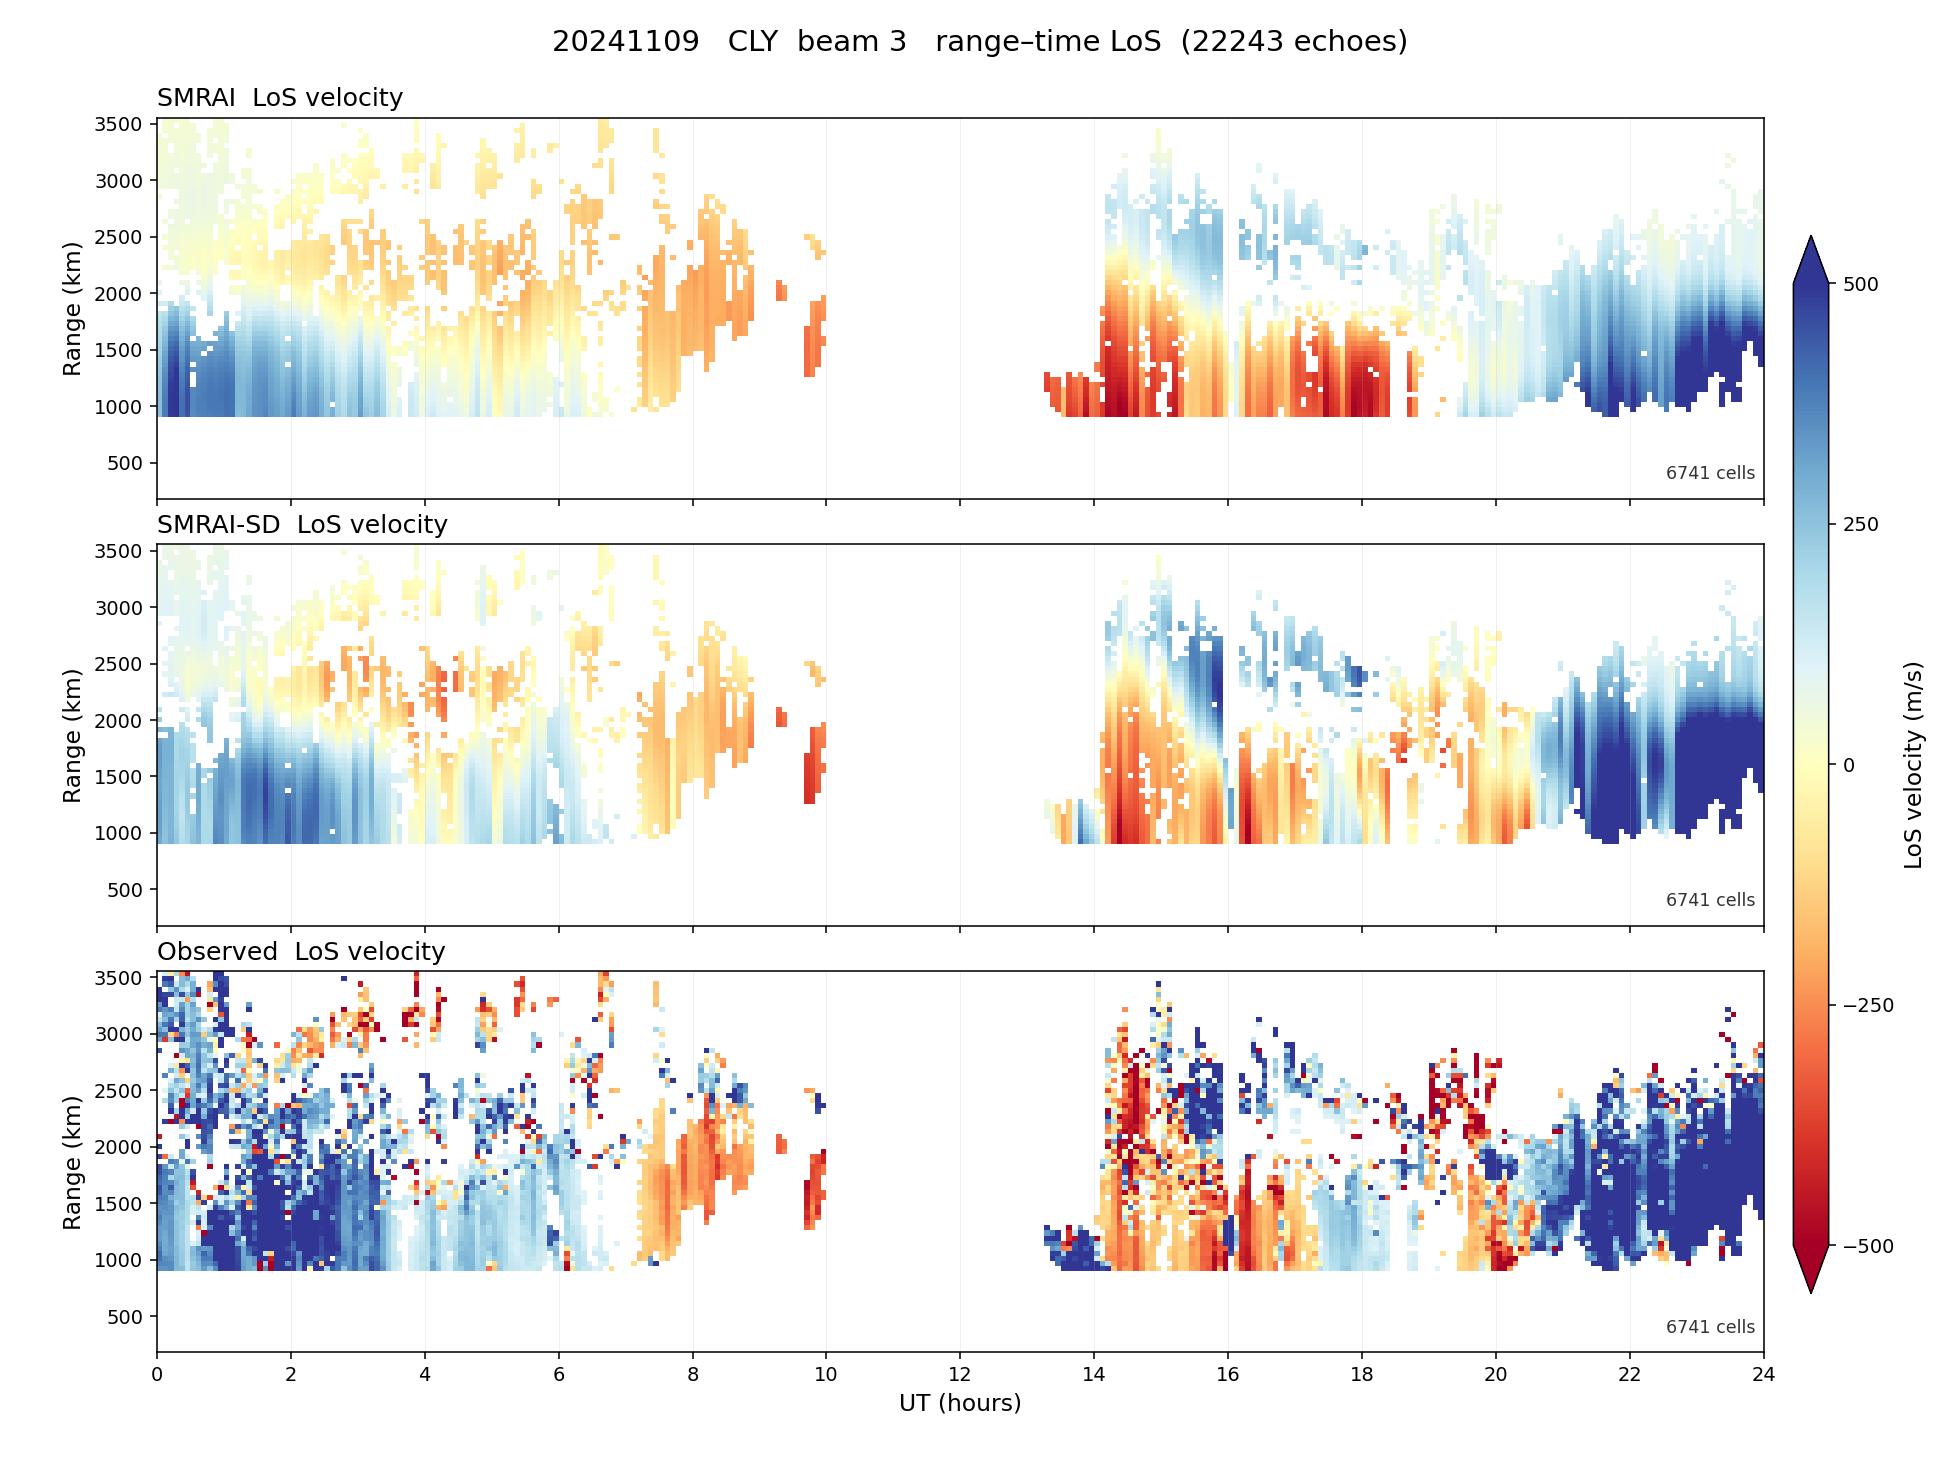 20241109   CLY  beam 3   range–time LoS  (22243 echoes)
SMRAI  LoS velocity
3500
3000
2500
2000
1500
1000
500
Range (km)
6741 cells
SMRAI-SD  LoS velocity
3500
3000
2500
2000
1500
1000
500
Range (km)
6741 cells
Observed  LoS velocity
3500
3000
2500
2000
1500
1000
500
Range (km)
6741 cells
0 2 4 6 8 10 12 14 16 18 20 22 24
UT (hours)
500
250
0
−250
−500
LoS velocity (m/s)